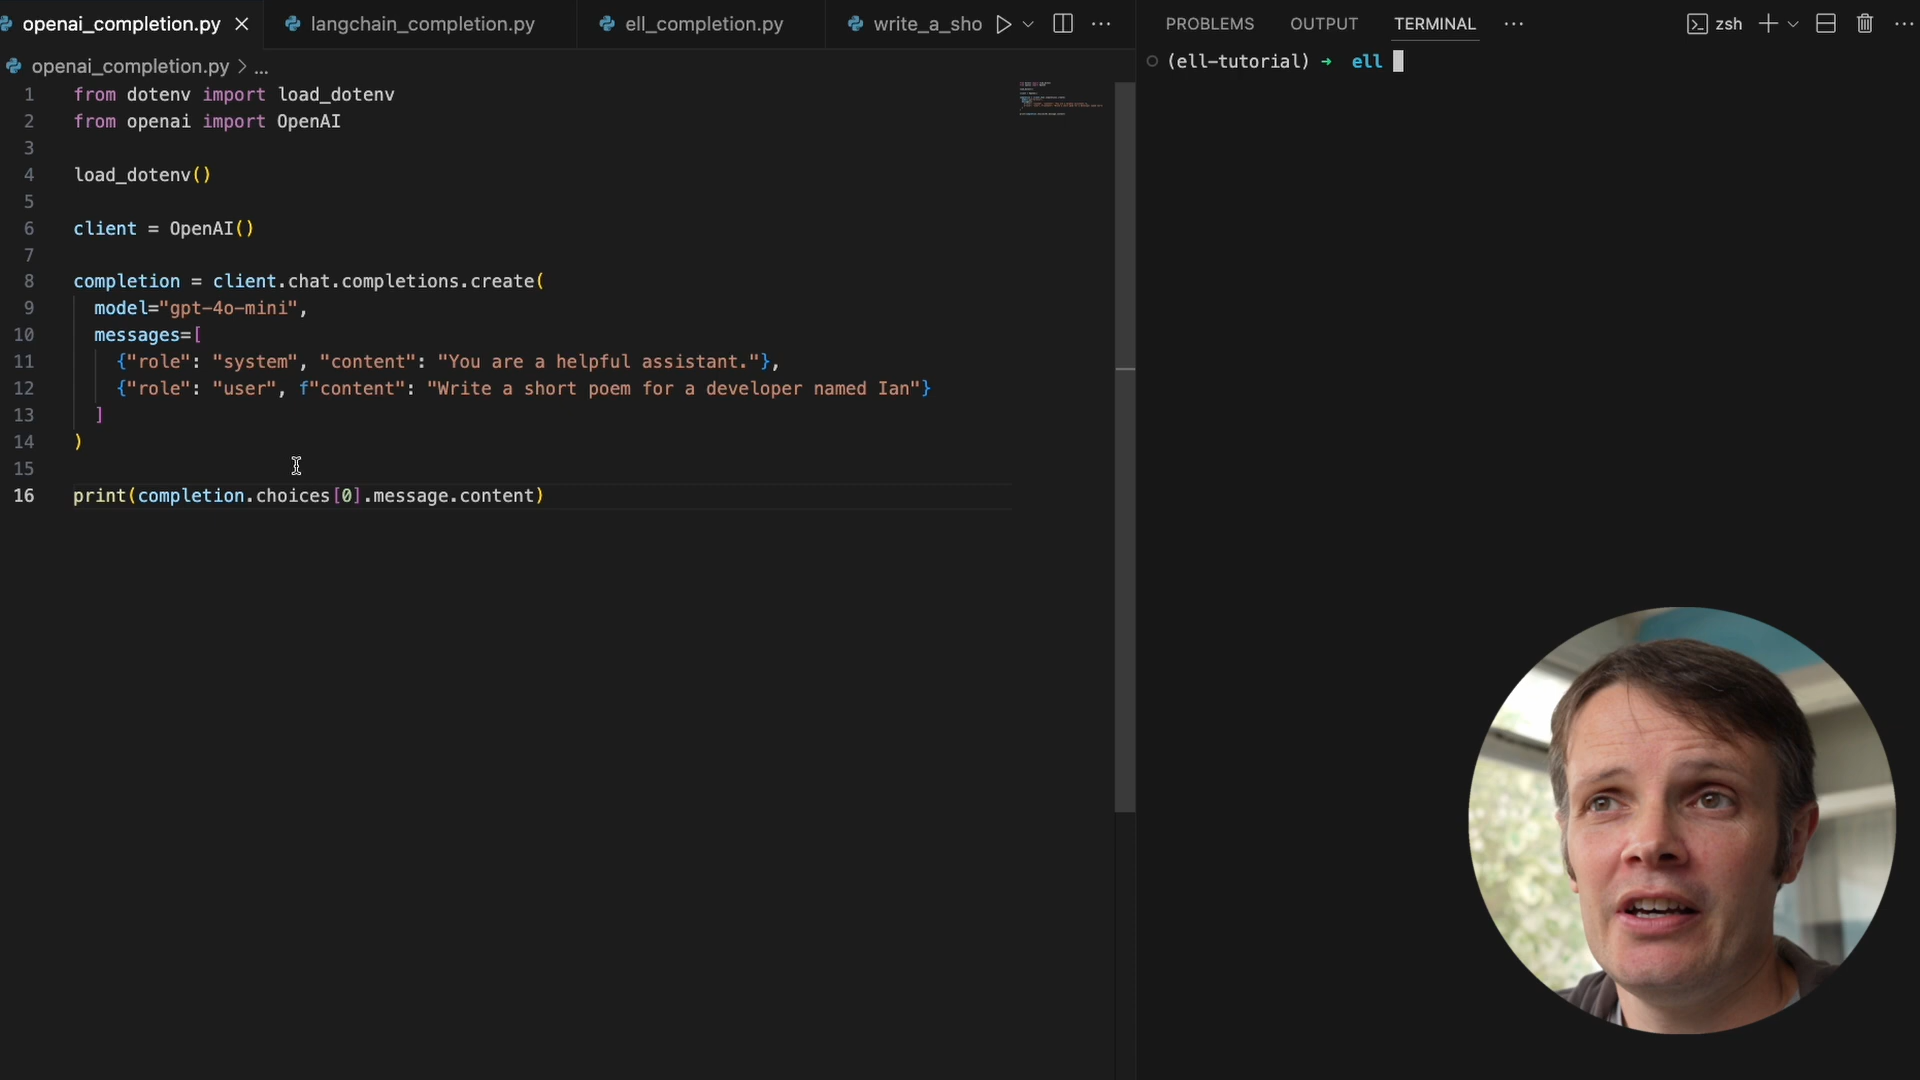 openai_completion.py
langchain_completion.py
ell_completion.py
write_a_sho
PROBLEMS
OUTPUT
TERMINAL
zsh
openai_completion.py > ...
(ell-tutorial) → ell
1 from dotenv import load_dotenv
2 from openai import OpenAI
3
4 load_dotenv()
5
6 client = OpenAI()
7
8 completion = client.chat.completions.create(
9 model="gpt-4o-mini",
10 messages=[
11 {"role": "system", "content": "You are a helpful assistant."},
12 {"role": "user", f"content": "Write a short poem for a developer named Ian"}
13 ]
14 )
15
16 print(completion.choices[0].message.content)